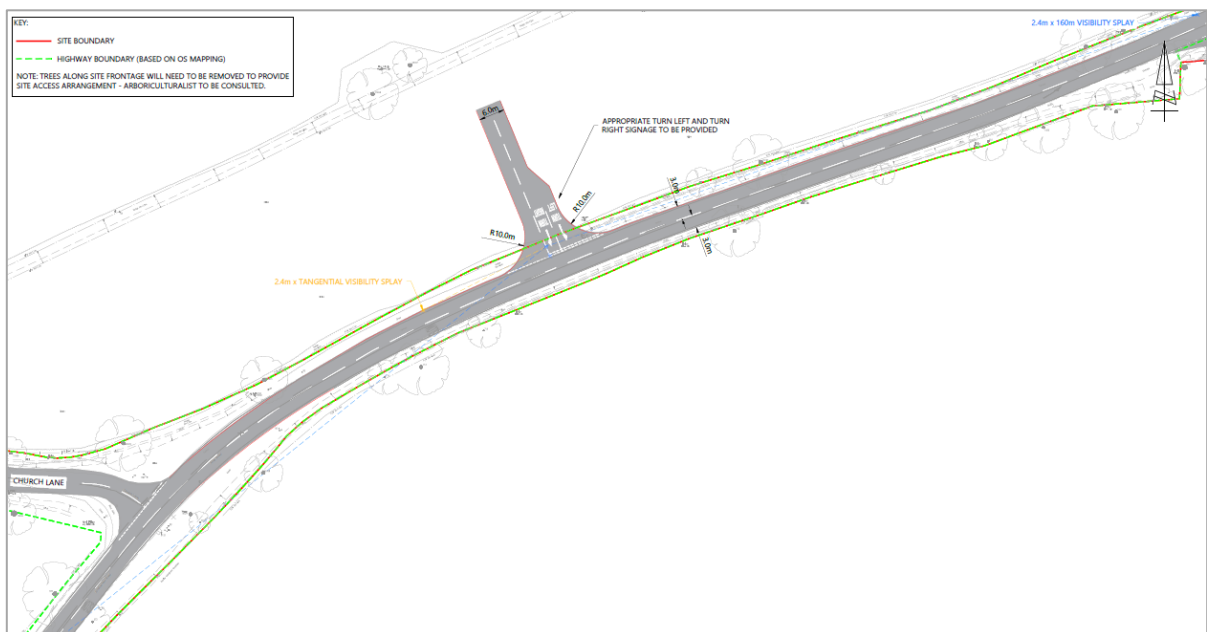 KEY:
SITE BOUNDARY
HIGHWAY BOUNDARY (BASED ON OS MAPPING)
NOTE: TREES ALONG SITE FRONTAGE WILL NEED TO BE REMOVED TO PROVIDE
SITE ACCESS ARRANGEMENT - ARBORICULTURALIST TO BE CONSULTED.
2.4m x 160m VISIBILITY SPLAY
6.0m
APPROPRIATE TURN LEFT AND TURN
RIGHT SIGNAGE TO BE PROVIDED
R10.0m
3.0m
R10.0m
3.0m
2.4m x TANGENTIAL VISIBILITY SPLAY
CHURCH LANE
N